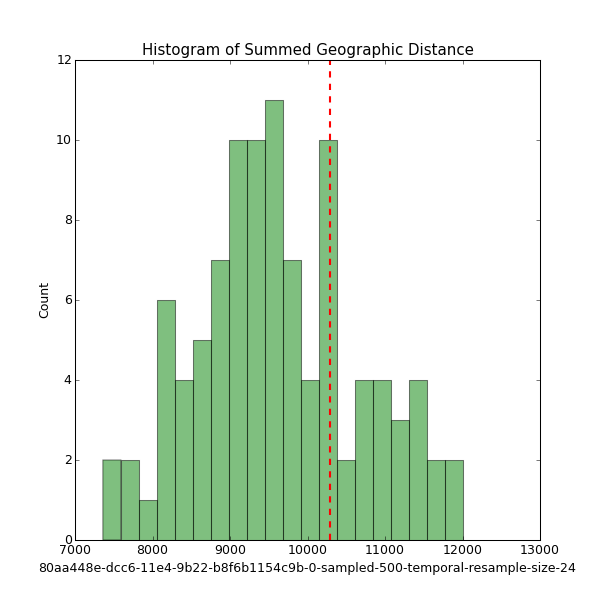 Histogram of Summed Geographic Distance
12
10
8
6
4
2
0
Count
7000 8000 9000 10000 11000 12000 13000
80aa448e-dcc6-11e4-9b22-b8f6b1154c9b-0-sampled-500-temporal-resample-size-24